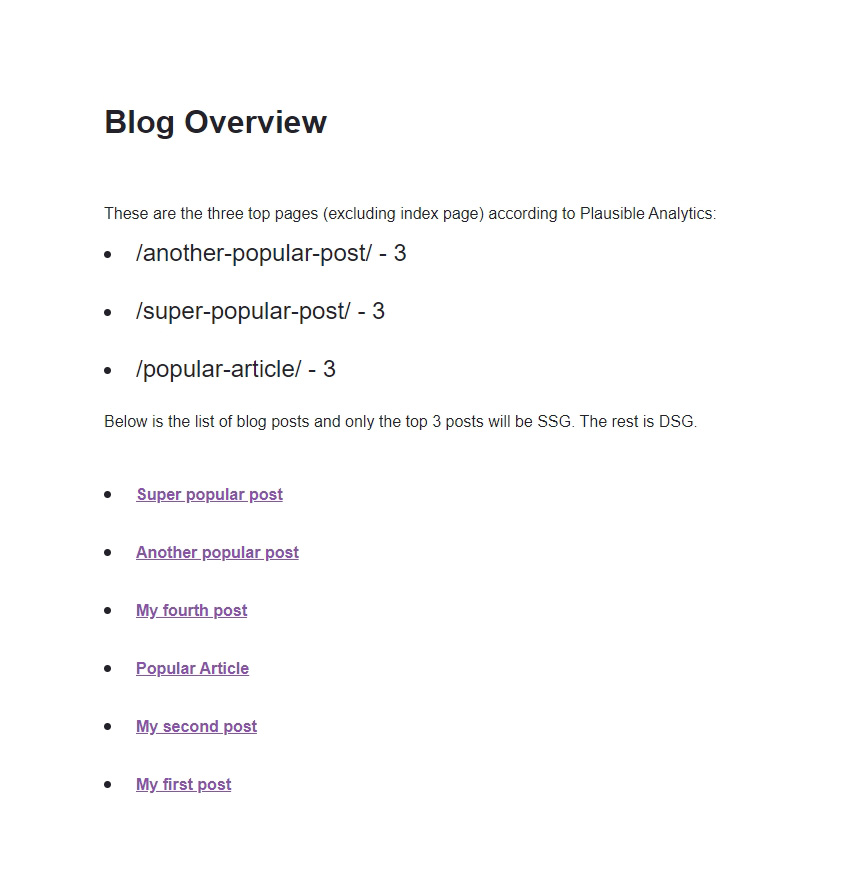 Blog Overview
These are the three top pages (excluding index page) according to Plausible Analytics:
/another-popular-post/ - 3
/super-popular-post/ - 3
/popular-article/ - 3
Below is the list of blog posts and only the top 3 posts will be SSG. The rest is DSG.
Super popular post
Another popular post
My fourth post
Popular Article
My second post
My first post